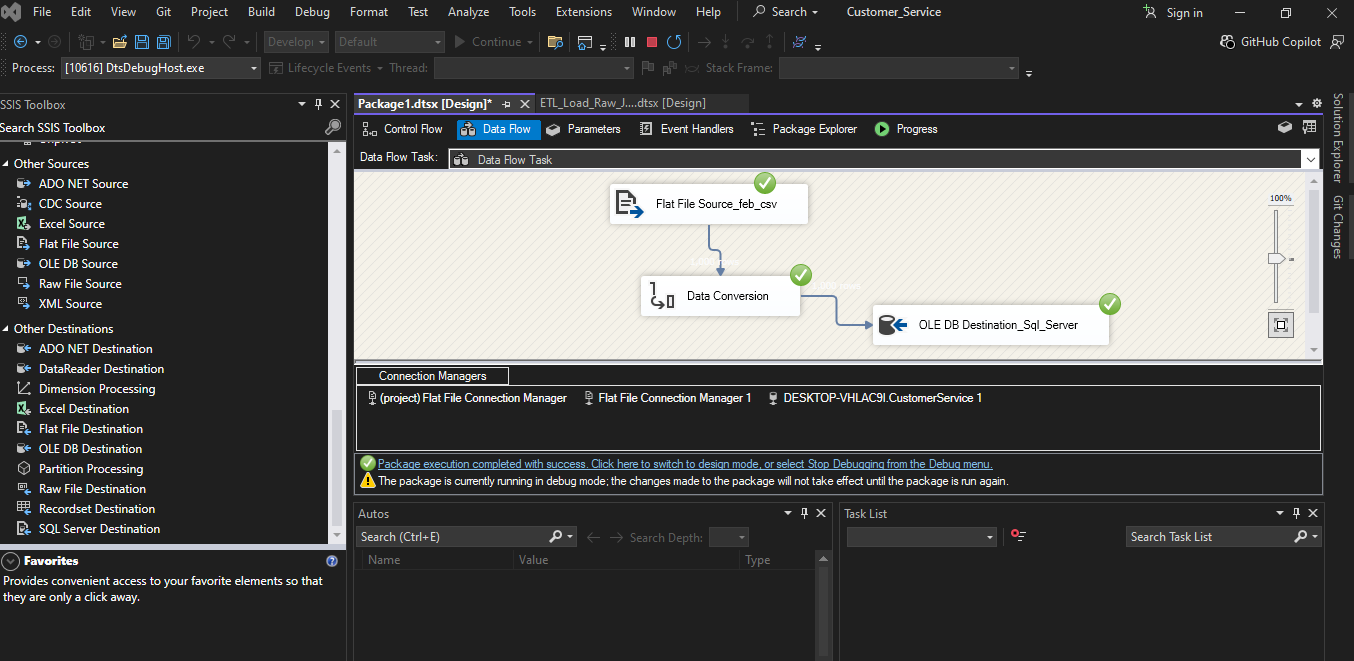 File Edit View Git Project Build Debug Format Test Analyze Tools Extensions Window Help Search Customer_Service Sign in
Develop Default Continue GitHub Copilot
Process: [10616] DtsDebugHost.exe Lifecycle Events Thread: Stack Frame:
SSIS Toolbox
Search SSIS Toolbox
Other Sources
ADO NET Source
CDC Source
Excel Source
Flat File Source
OLE DB Source
Raw File Source
XML Source
Other Destinations
ADO NET Destination
DataReader Destination
Dimension Processing
Excel Destination
Flat File Destination
OLE DB Destination
Partition Processing
Raw File Destination
Recordset Destination
SQL Server Destination
Favorites
Provides convenient access to your favorite elements so that
they are only a click away.
Package1.dtsx [Design]* ETL_Load_Raw_J....dtsx [Design]
Control Flow Data Flow Parameters Event Handlers Package Explorer Progress
Data Flow Task: Data Flow Task
Flat File Source_feb_csv
100%
Data Conversion
OLE DB Destination_Sql_Server
Connection Managers
(project) Flat File Connection Manager Flat File Connection Manager 1 DESKTOP-VHLAC9I.CustomerService 1
Package execution completed with success. Click here to switch to design mode, or select Stop Debugging from the Debug menu.
The package is currently running in debug mode; the changes made to the package will not take effect until the package is run again.
Autos
Search (Ctrl+E) Search Depth:
Name Value Type
Task List
Search Task List
Solution Explorer
Git Changes